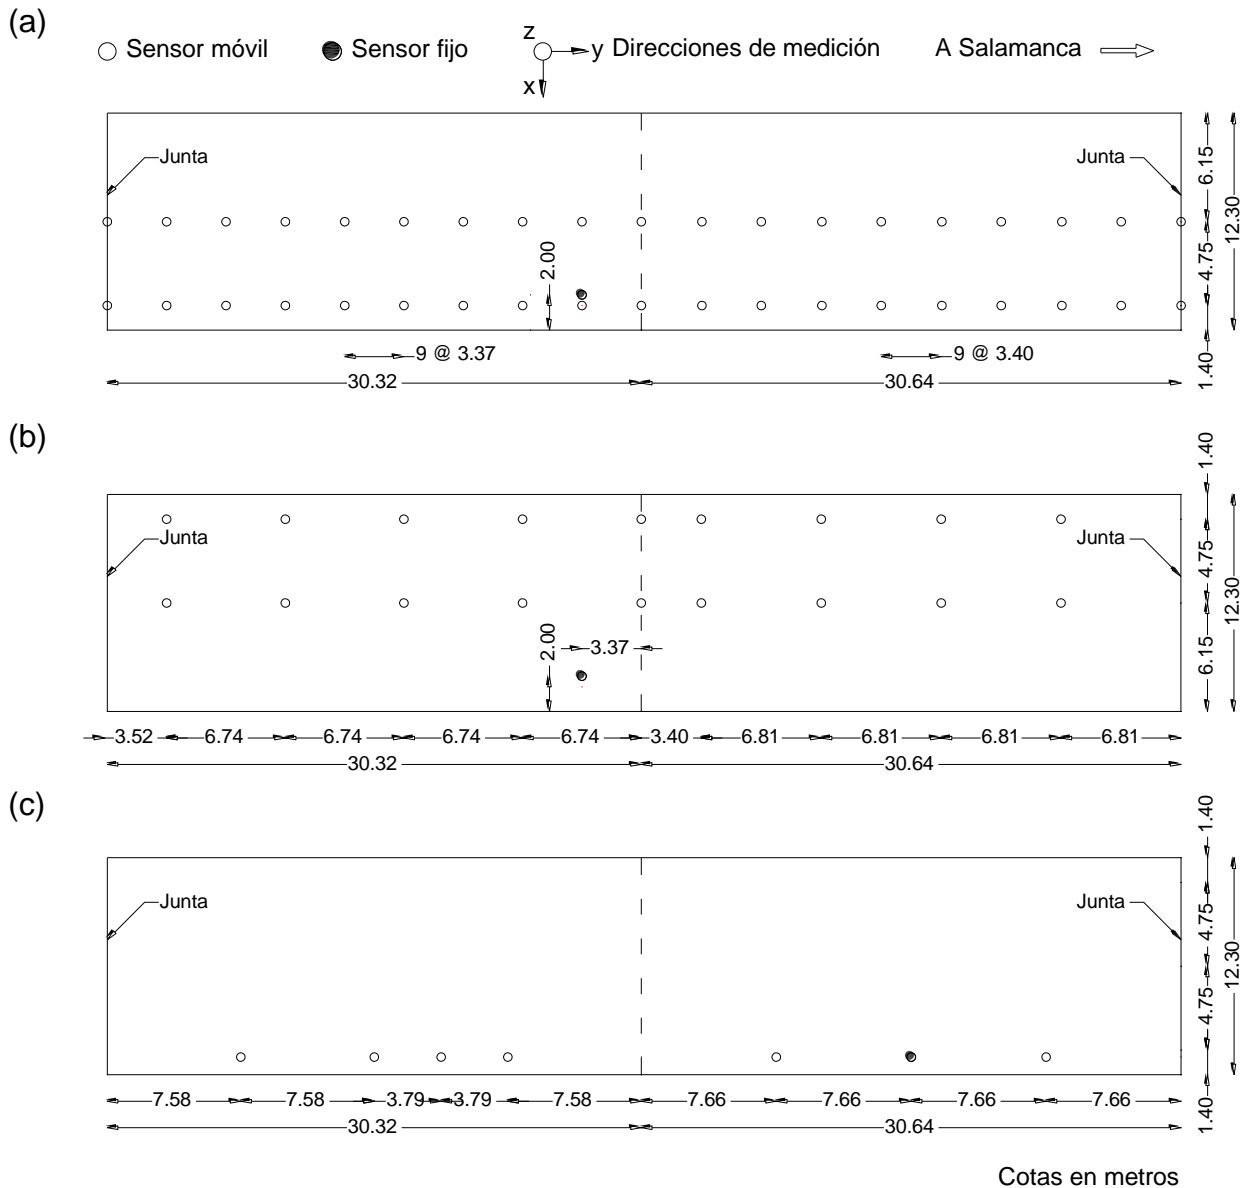 (a)
Sensor móvil
Sensor fijo
z
y Direcciones de medición
A Salamanca
x
Junta
Junta
6.15
4.75
12.30
2.00
1.40
9 @ 3.37
9 @ 3.40
30.32
30.64
(b)
Junta
Junta
1.40
4.75
12.30
6.15
2.00
3.37
3.52
6.74
6.74
6.74
6.74
3.40
6.81
6.81
6.81
6.81
30.32
30.64
(c)
Junta
Junta
1.40
4.75
4.75
12.30
1.40
7.58
7.58
3.79
3.79
7.58
7.66
7.66
7.66
7.66
30.32
30.64
Cotas en metros